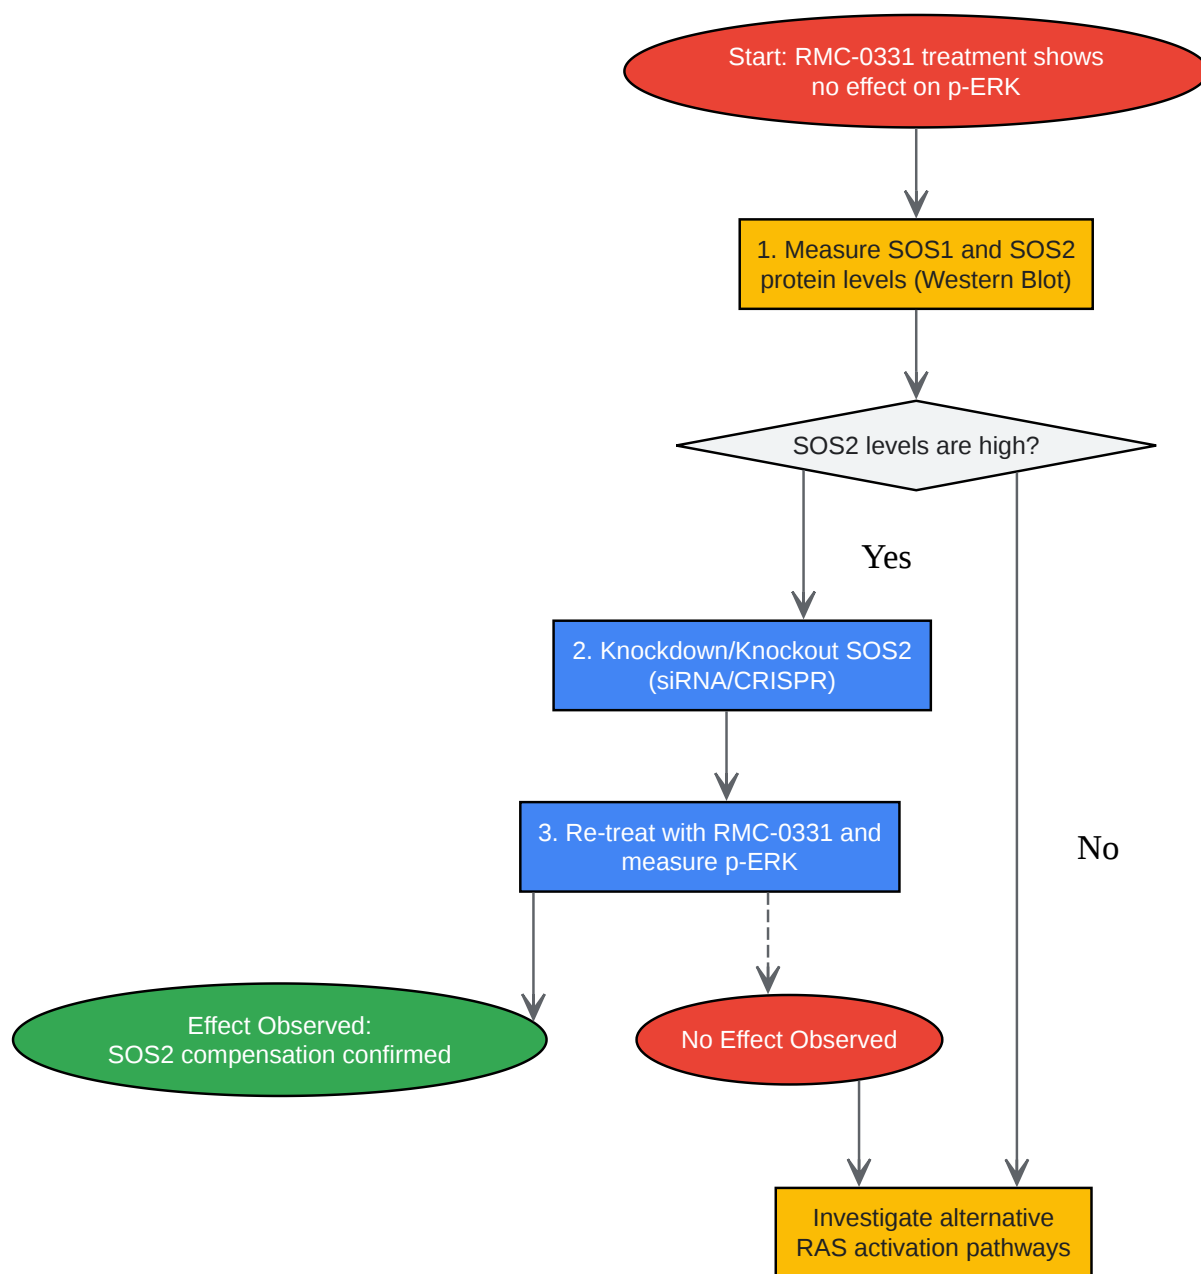 Start: RMC-0331 treatment shows
no effect on p-ERK
1. Measure SOS1 and SOS2
protein levels (Western Blot)
SOS2 levels are high?
Yes
2. Knockdown/Knockout SOS2
(siRNA/CRISPR)
3. Re-treat with RMC-0331 and
measure p-ERK
No
Effect Observed:
SOS2 compensation confirmed
No Effect Observed
Investigate alternative
RAS activation pathways